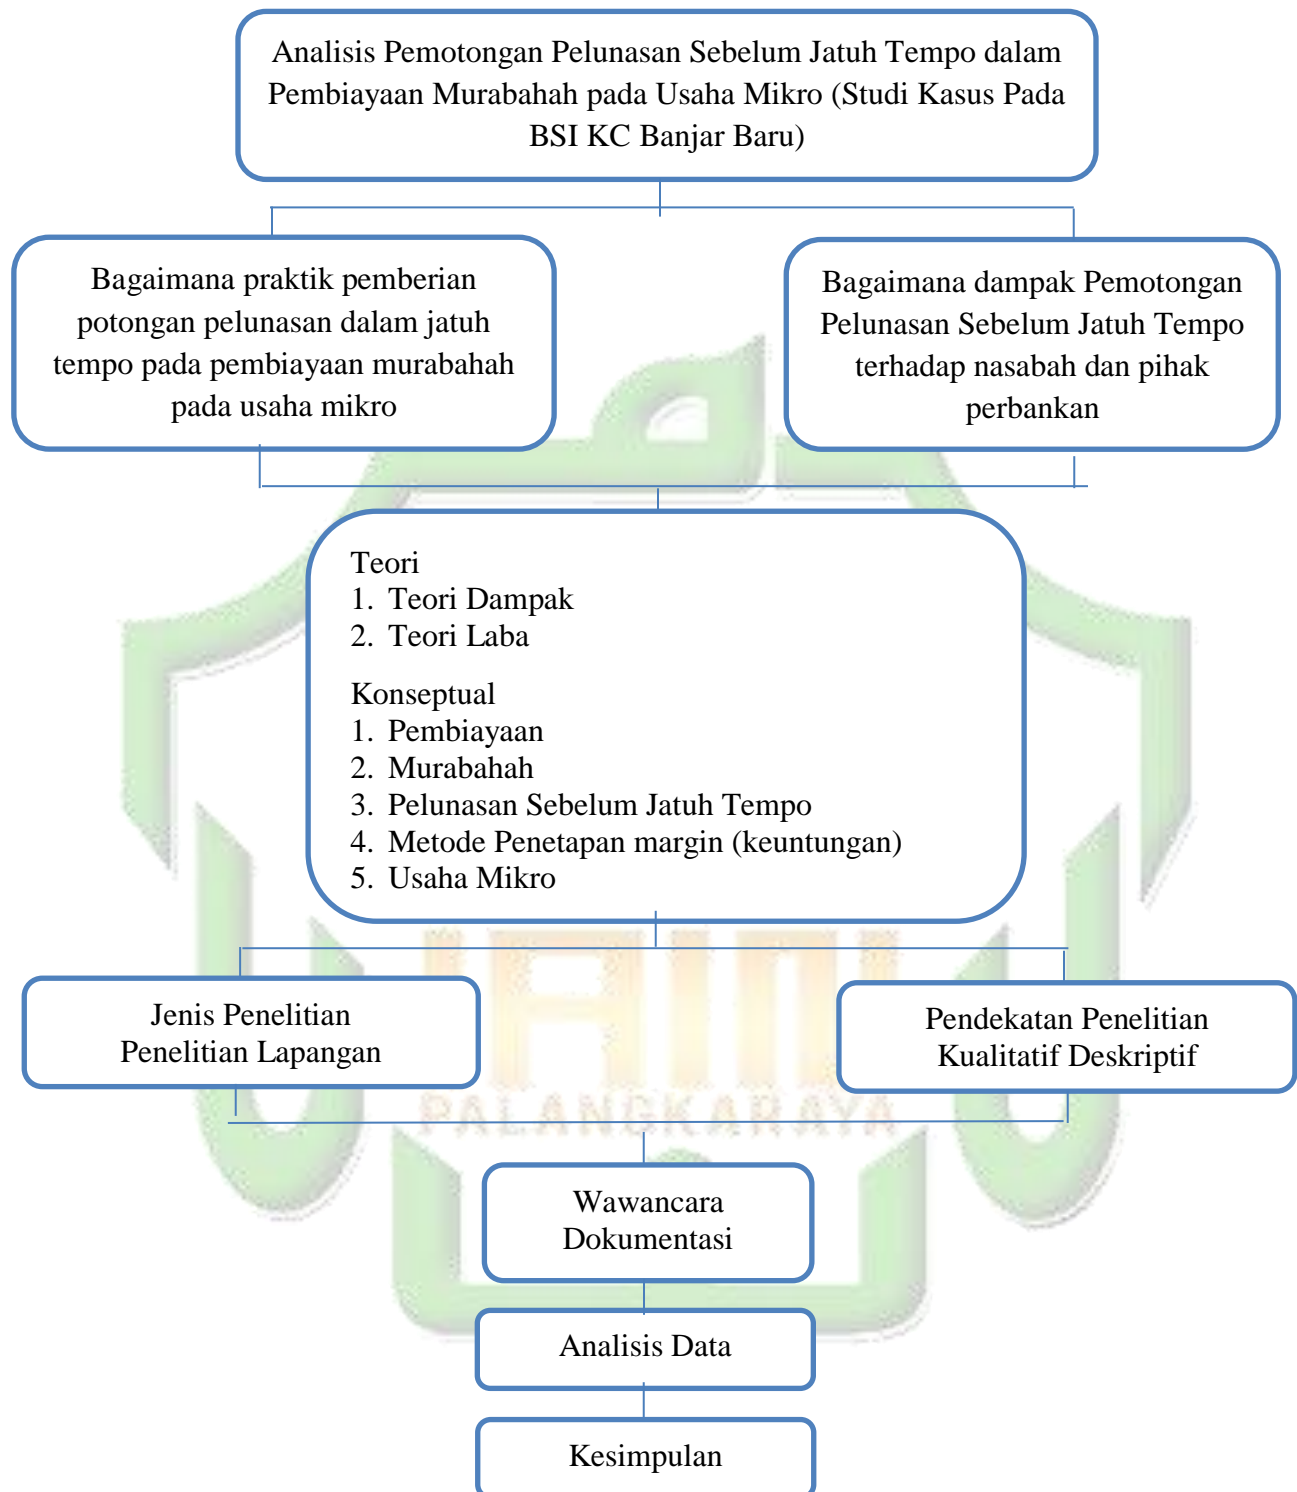 Analisis Pemotongan Pelunasan Sebelum Jatuh Tempo dalam
Pembiayaan Murabahah pada Usaha Mikro (Studi Kasus Pada
BSI KC Banjar Baru)
Bagaimana praktik pemberian
potongan pelunasan dalam jatuh
tempo pada pembiayaan murabahah
pada usaha mikro
Bagaimana dampak Pemotongan
Pelunasan Sebelum Jatuh Tempo
terhadap nasabah dan pihak
perbankan
Teori
1. Teori Dampak
2. Teori Laba
Konseptual
1. Pembiayaan
2. Murabahah
3. Pelunasan Sebelum Jatuh Tempo
4. Metode Penetapan margin (keuntungan)
5. Usaha Mikro
IAIN
Jenis Penelitian
Penelitian Lapangan
Pendekatan Penelitian
Kualitatif Deskriptif
PALANGKARAYA
Wawancara
Dokumentasi
Analisis Data
Kesimpulan